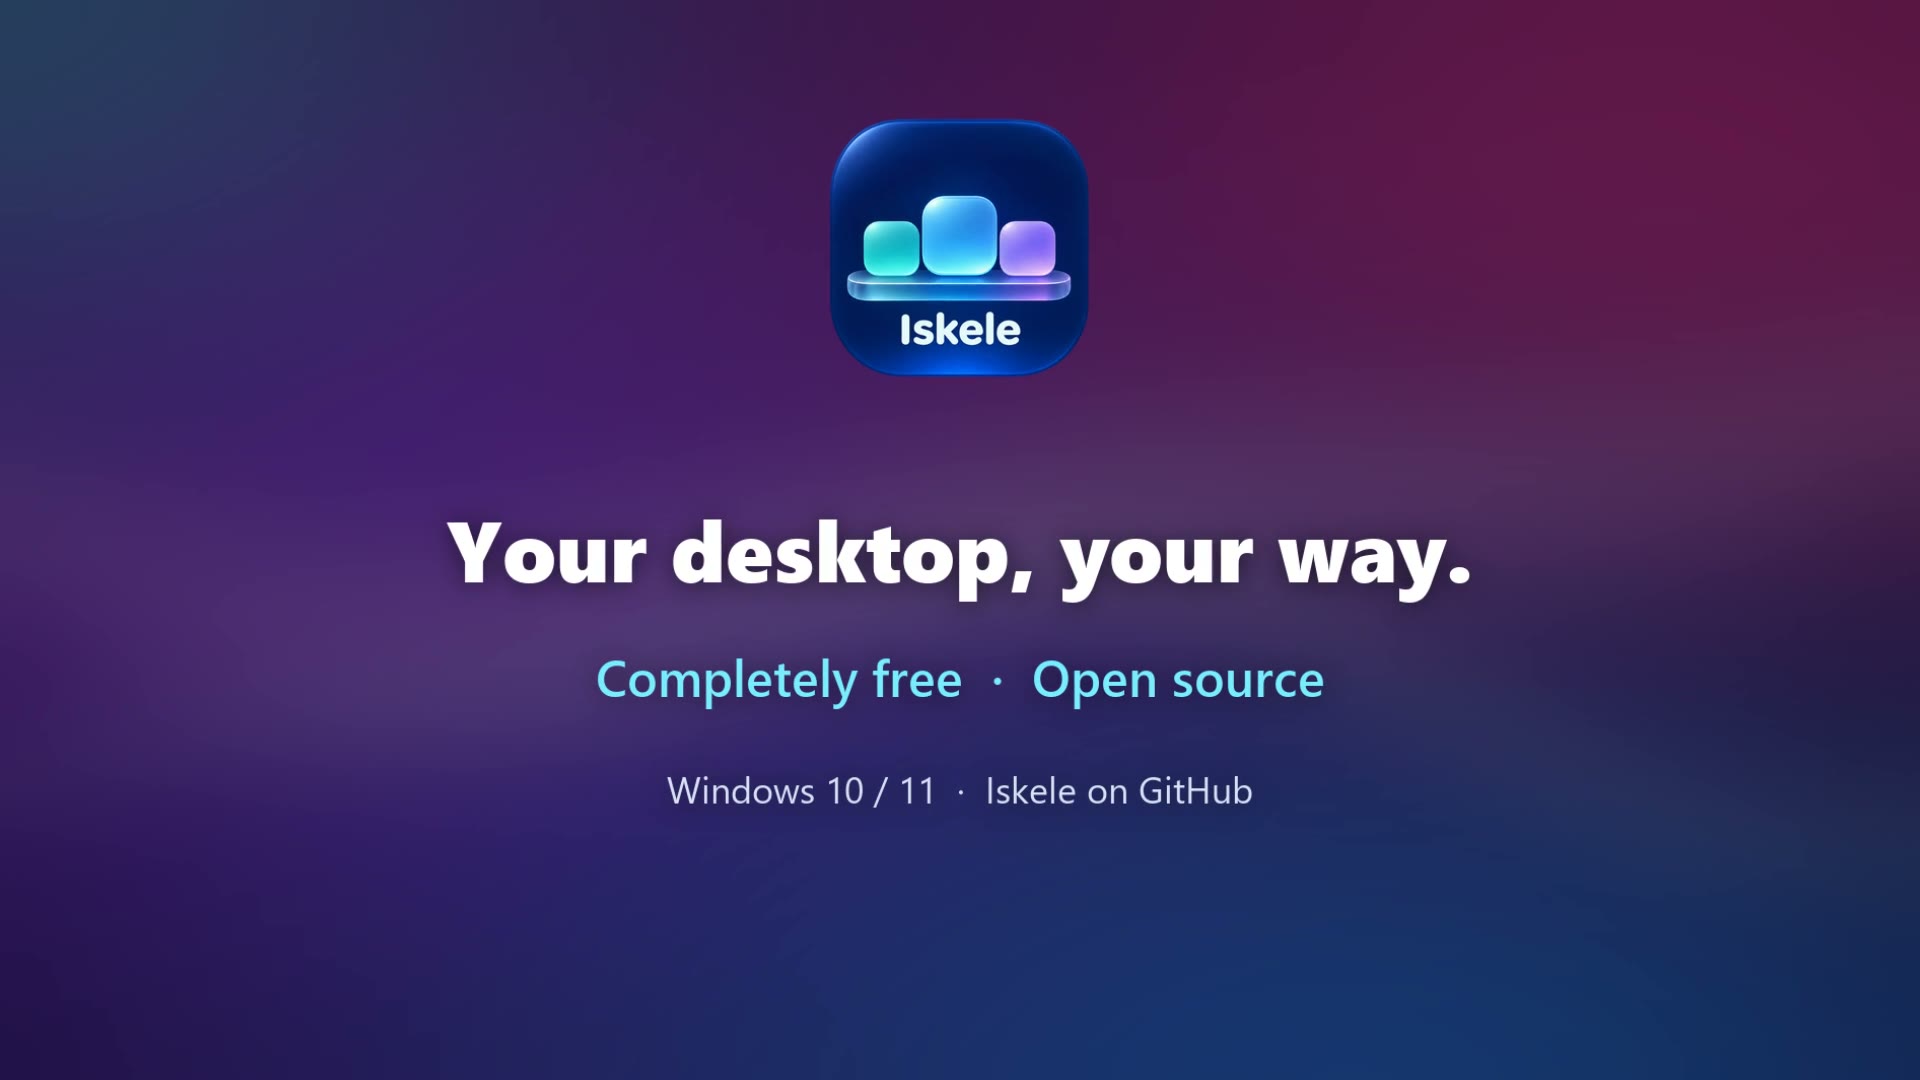 Iskele
Your desktop, your way.
Completely free · Open source
Windows 10 / 11 · Iskele on GitHub